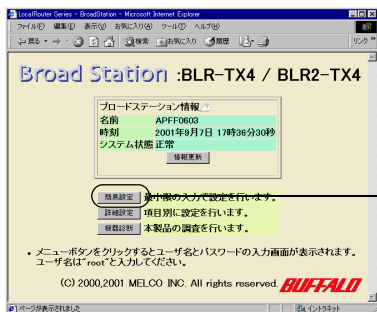 LocalRouter Series - BroadStation - Microsoft Internet Explorer
ファイル(F) 編集(E) 表示(V) お気に入り(A) ツール(T) ヘルプ(H)
戻る 検索 お気に入り 履歴 リンク
Broad Station :BLR-TX4 / BLR2-TX4
ブロードステーション情報
名前 APFF0603
時刻 2001年9月7日 17時36分30秒
システム状態 正常
情報更新
簡易設定 最小限の入力で設定を行います。
詳細設定 項目別に設定を行います。
機器診断 本製品の調査を行います。
• メニューボタンをクリックするとユーザ名とパスワードの入力画面が表示されます。
ユーザ名は"root"と入力してください。
(C) 2000,2001 MELCO INC. All rights reserved. BUFFALO
ページが表示されました イントラネット